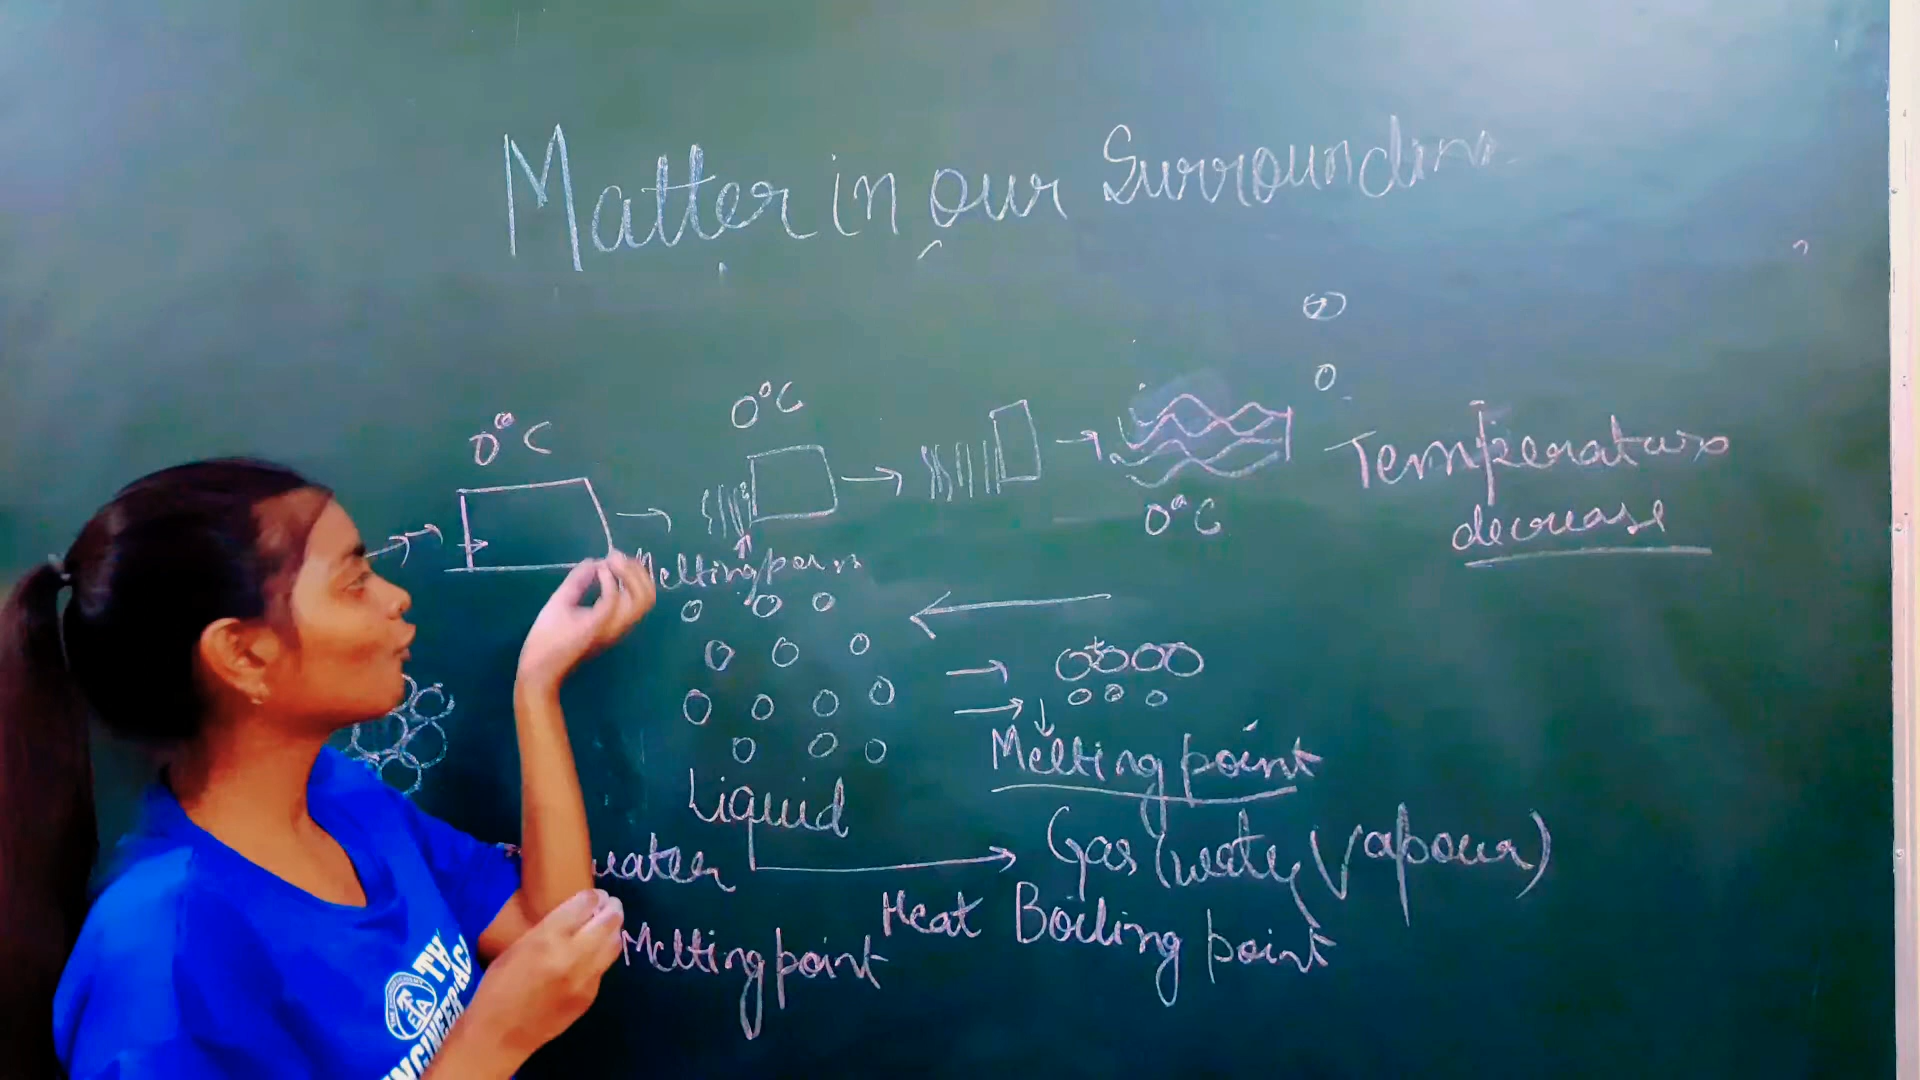 Matter in our Surrounding
0°C
0°C
0°C
Temperature
decrease
Melting
Melting point
Liquid
water
Gas (water Vapour)
Heat Boiling point
Melting point